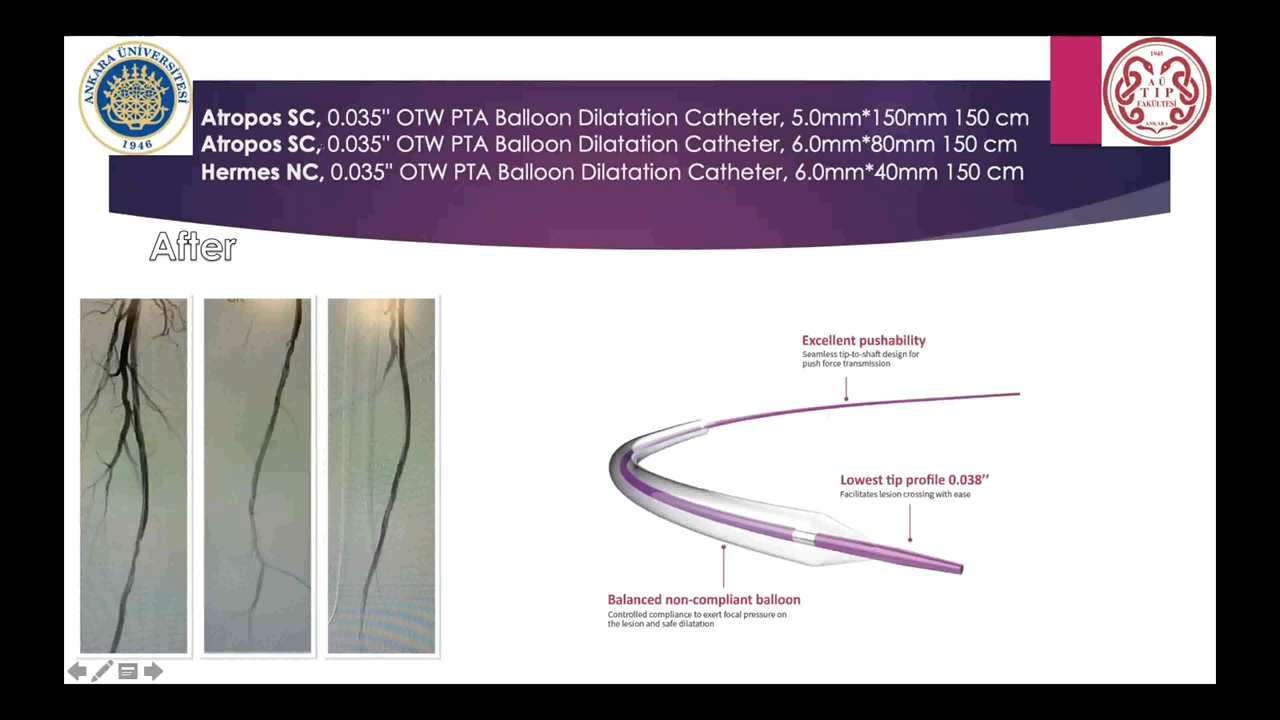 ANKARA ÜNİVERSİTESİ
1946
1945
AÜ
TIP
FAKÜLTESİ
ANKARA
Atropos SC, 0.035" OTW PTA Balloon Dilatation Catheter, 5.0mm*150mm 150 cm
Atropos SC, 0.035" OTW PTA Balloon Dilatation Catheter, 6.0mm*80mm 150 cm
Hermes NC, 0.035" OTW PTA Balloon Dilatation Catheter, 6.0mm*40mm 150 cm
After
Excellent pushability
Seamless tip-to-shaft design for
push force transmission
Lowest tip profile 0.038”
Facilitates lesion crossing with ease
Balanced non-compliant balloon
Controlled compliance to exert focal pressure on
the lesion and safe dilatation